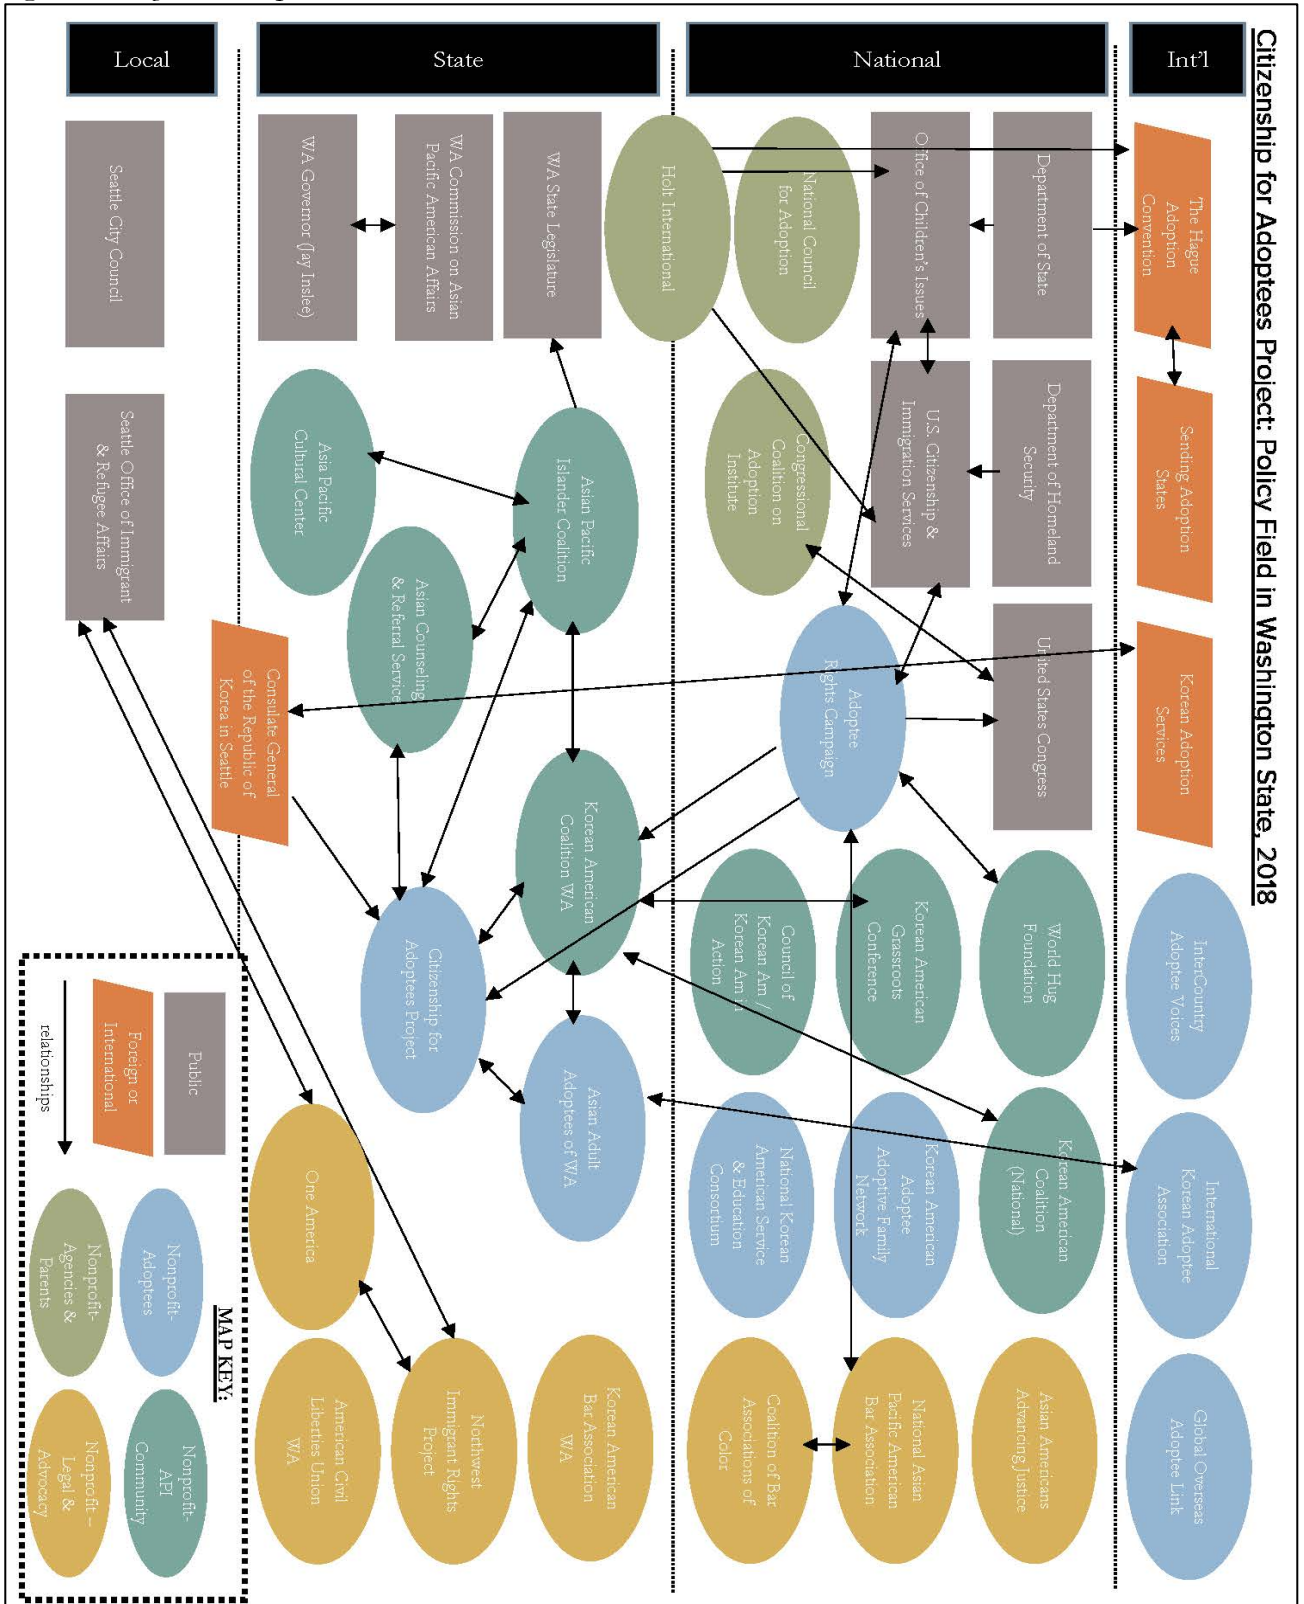 Citizenship for Adoptees Project: Policy Field in Washington State, 2018
Int'l
The Hague
Adoption
Convention
Sending Adoption
States
Korean Adoption
Services
InterCountry
Adoptee Voices
International
Korean Adoptee
Association
Global Overseas
Adoptee Link
National
Department of State
Department of Homeland
Security
United States Congress
World Hug
Foundation
Korean American
Coalition
(National)
Asian Americans
Advancing Justice
Office of Children's Issues
U.S. Citizenship &
Immigration Services
Korean American
Grassroots
Conference
Korean American
Adoptee
Adoptive Family
Network
National Asian
Pacific American
Bar Association
National Council
for Adoption
Congressional
Coalition on
Adoption
Institute
Adoptee
Rights Campaign
Council of
Korean Am /
Korean Am in
Action
National Korean
American Service
& Education
Consortium
Coalition of Bar
Associations of
Color
Holt International
State
WA State Legislature
Asian Pacific
Islander Coalition
Korean American
Coalition WA
Asian Adult
Adoptees of WA
Korean American
Bar Association
WA
WA Commission on Asian
Pacific American Affairs
Asian Counseling
& Referral Service
Citizenship for
Adoptees Project
Northwest
Immigrant Rights
Project
WA Governor (Jay Inslee)
Asia Pacific
Cultural Center
Consulate General
of the Republic of
Korea in Seattle
One America
American Civil
Liberties Union
WA
Local
Seattle City Council
Seattle Office of Immigrant
& Refugee Affairs
MAP KEY:
Public
Foreign or
International
relationships
Nonprofit-
Adoptees
Nonprofit-
Agencies &
Parents
Nonprofit-
API
Community
Nonprofit --
Legal &
Advocacy